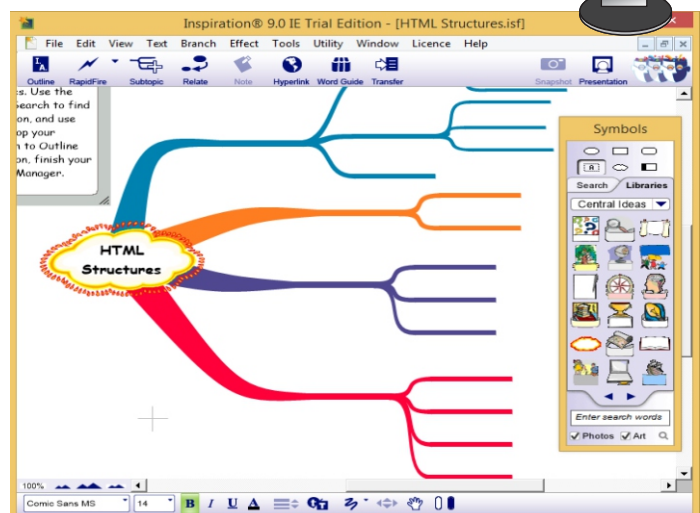 Inspiration® 9.0 IE Trial Edition - [HTML Structures.isf]
File Edit View Text Branch Effect Tools Utility Window Licence Help
Outline RapidFire Subtopic Relate Note Hyperlink Word Guide Transfer Snapshot Presentation
Use the
search to find
on, and use
op your
n to Outline
on, finish your
Manager.
HTML
Structures
Symbols
A
Search Libraries
Central Ideas
Enter search words
Photos Art
100%
Comic Sans MS 14 B I U A